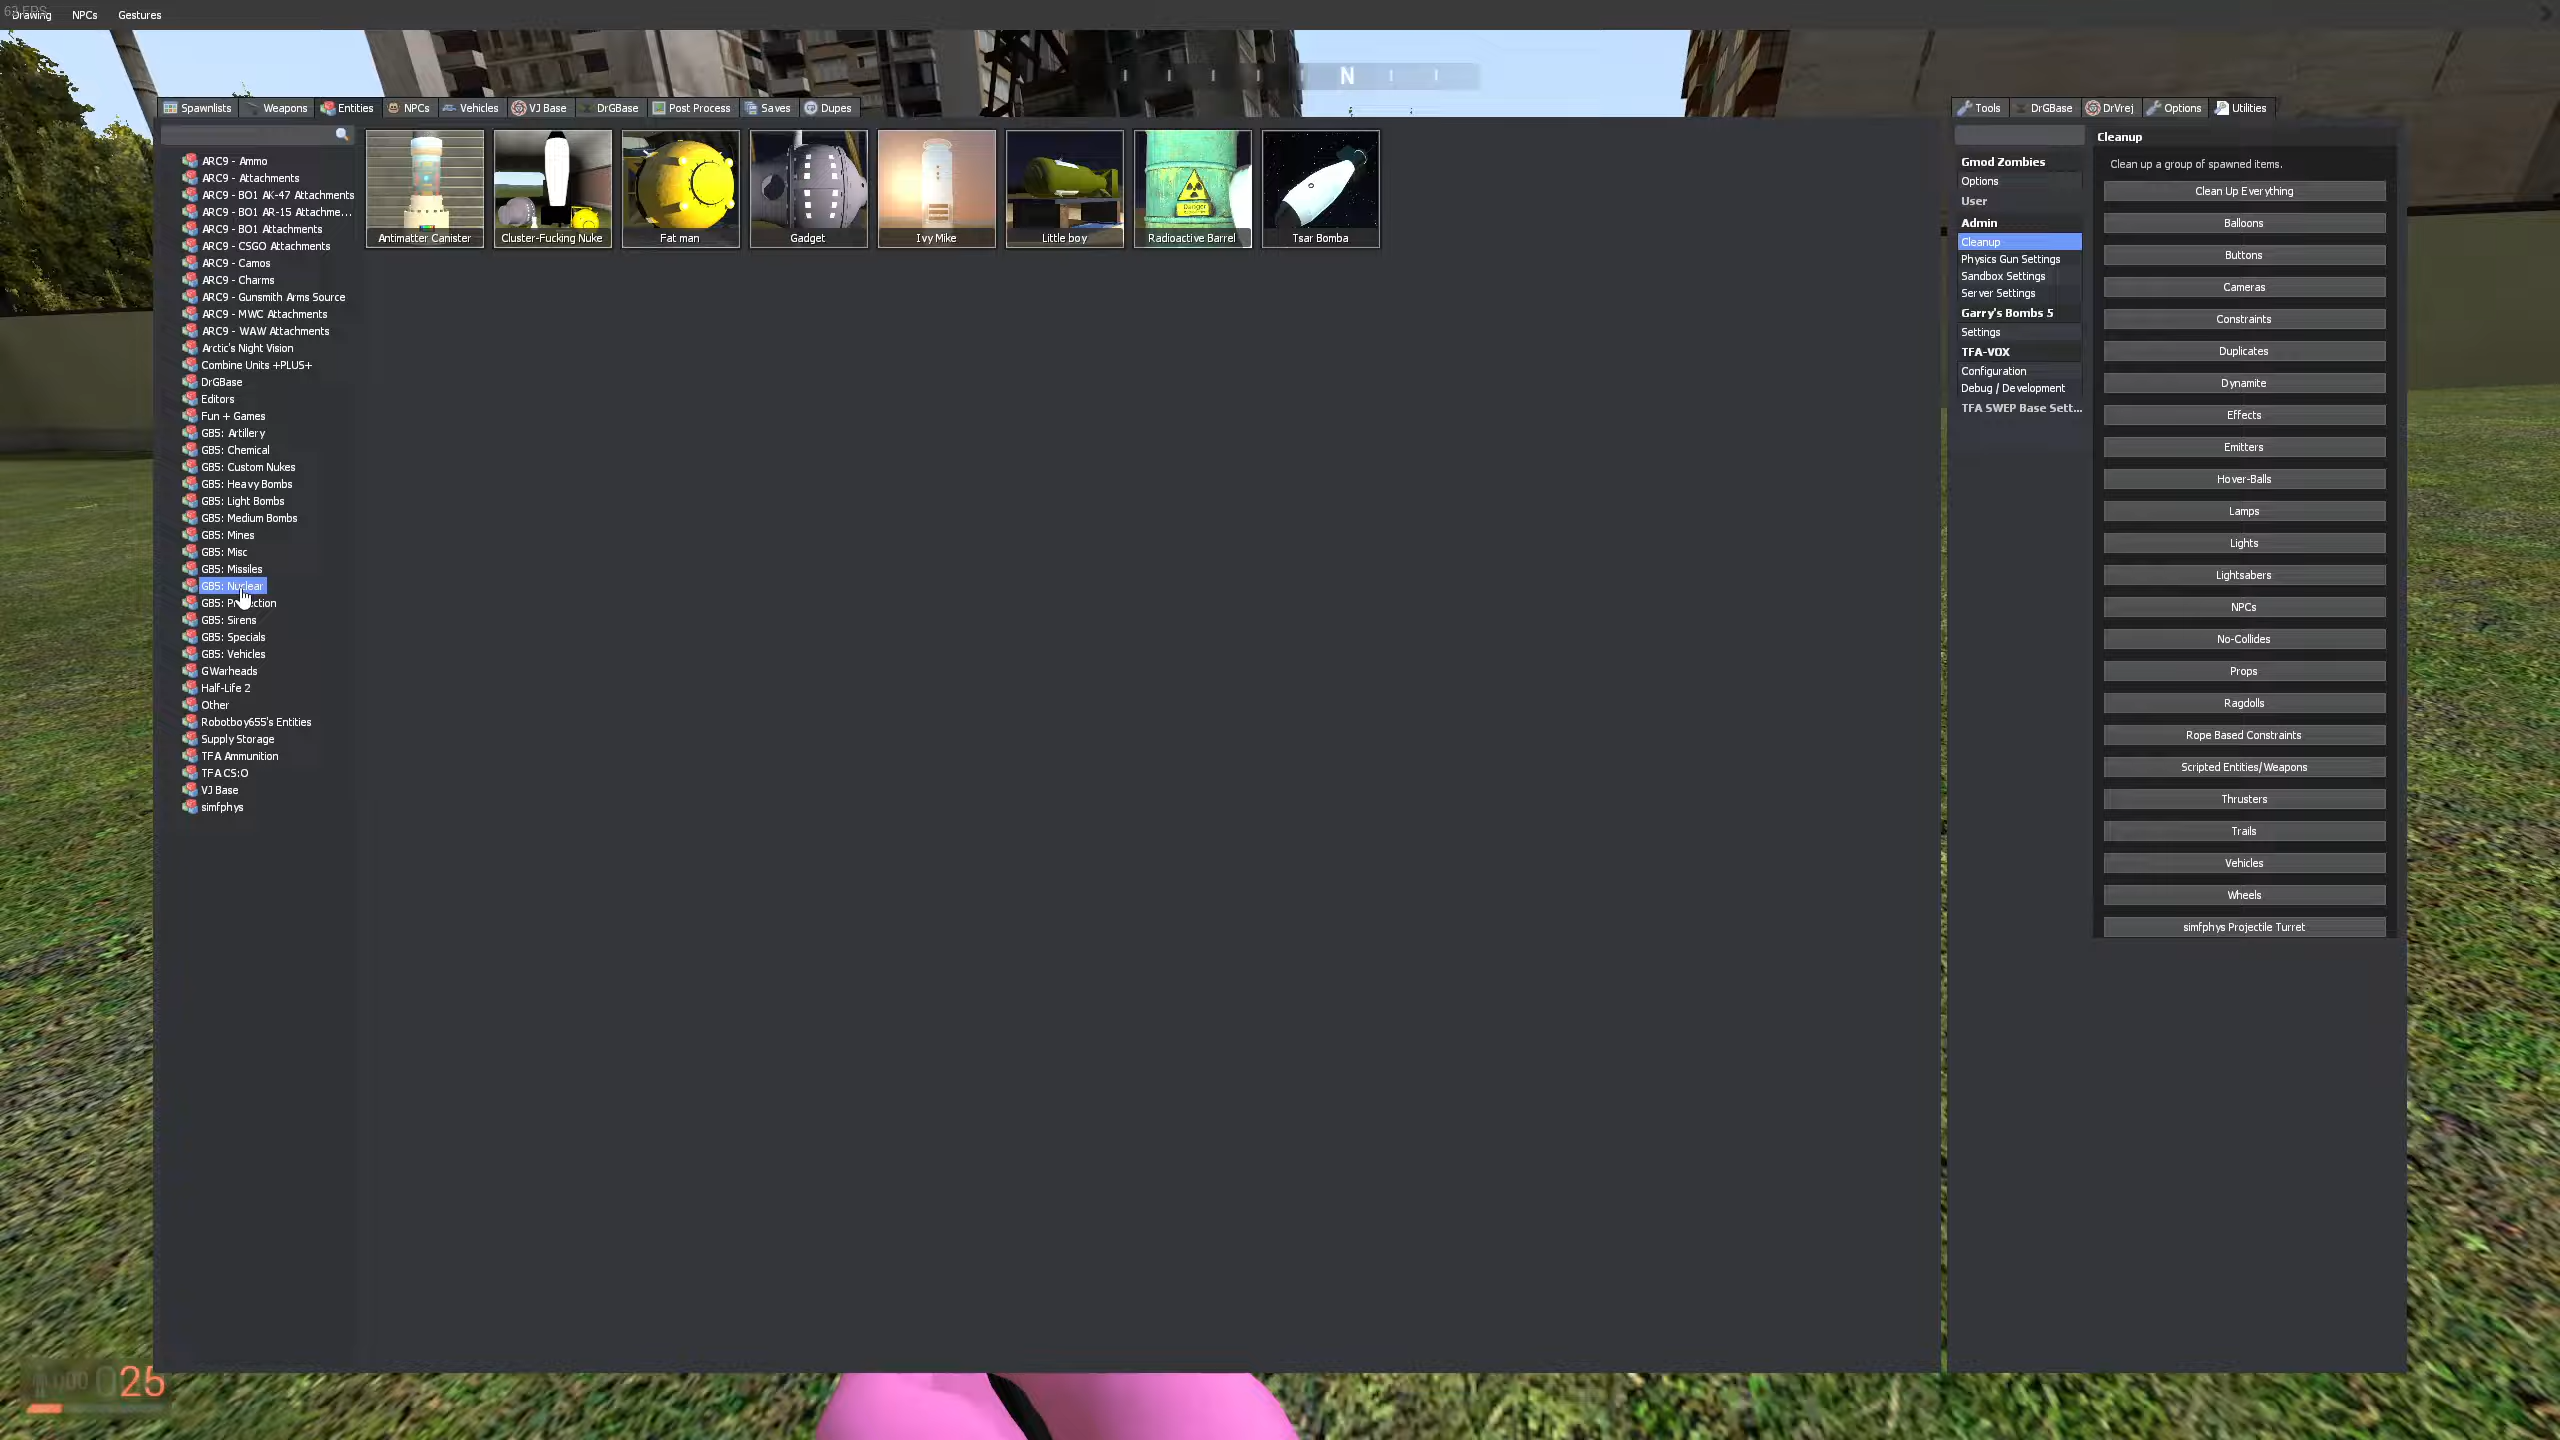 63 FPS
Drawing NPCs Gestures
N
Spawnlists Weapons Entities NPCs Vehicles VJ Base DrGBase Post Process Saves Dupes
ARC9 - Ammo
ARC9 - Attachments
ARC9 - BO1 AK-47 Attachments
ARC9 - BO1 AR-15 Attachme...
ARC9 - BO1 Attachments
ARC9 - CSGO Attachments
ARC9 - Camos
ARC9 - Charms
ARC9 - Gunsmith Arms Source
ARC9 - MWC Attachments
ARC9 - WAW Attachments
Arctic's Night Vision
Combine Units +PLUS+
DrGBase
Editors
Fun + Games
GB5: Artillery
GB5: Chemical
GB5: Custom Nukes
GB5: Heavy Bombs
GB5: Light Bombs
GB5: Medium Bombs
GB5: Mines
GB5: Misc
GB5: Missiles
GB5: Nuclear
GB5: Protection
GB5: Sirens
GB5: Specials
GB5: Vehicles
GWarheads
Half-Life 2
Other
Robotboy655's Entities
Supply Storage
TFA Ammunition
TFA CS:O
VJ Base
simfphys
Antimatter Canister Cluster-Fucking Nuke Fat man Gadget Ivy Mike Little boy Radioactive Barrel Tsar Bomba
Danger
Tools DrGBase DrVrej Options Utilities
Gmod Zombies
Options
User
Admin
Cleanup
Physics Gun Settings
Sandbox Settings
Server Settings
Garry's Bombs 5
Settings
TFA-VOX
Configuration
Debug / Development
TFA SWEP Base Sett...
Cleanup
Clean up a group of spawned items.
Clean Up Everything
Balloons
Buttons
Cameras
Constraints
Duplicates
Dynamite
Effects
Emitters
Hover-Balls
Lamps
Lights
Lightsabers
NPCs
No-Collides
Props
Ragdolls
Rope Based Constraints
Scripted Entities/Weapons
Thrusters
Trails
Vehicles
Wheels
simfphys Projectile Turret
025